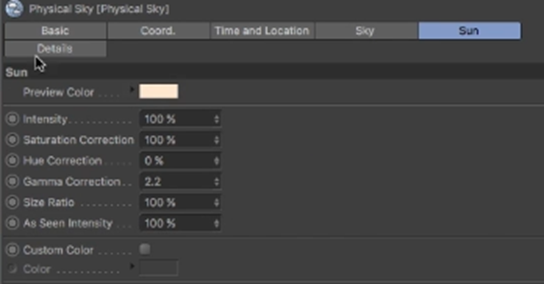 Physical Sky [Physical Sky]
Basic Coord. Time and Location Sky Sun
Details
Sun
Preview Color
Intensity 100 %
Saturation Correction 100 %
Hue Correction 0 %
Gamma Correction 2.2
Size Ratio 100 %
As Seen Intensity 100 %
Custom Color
Color